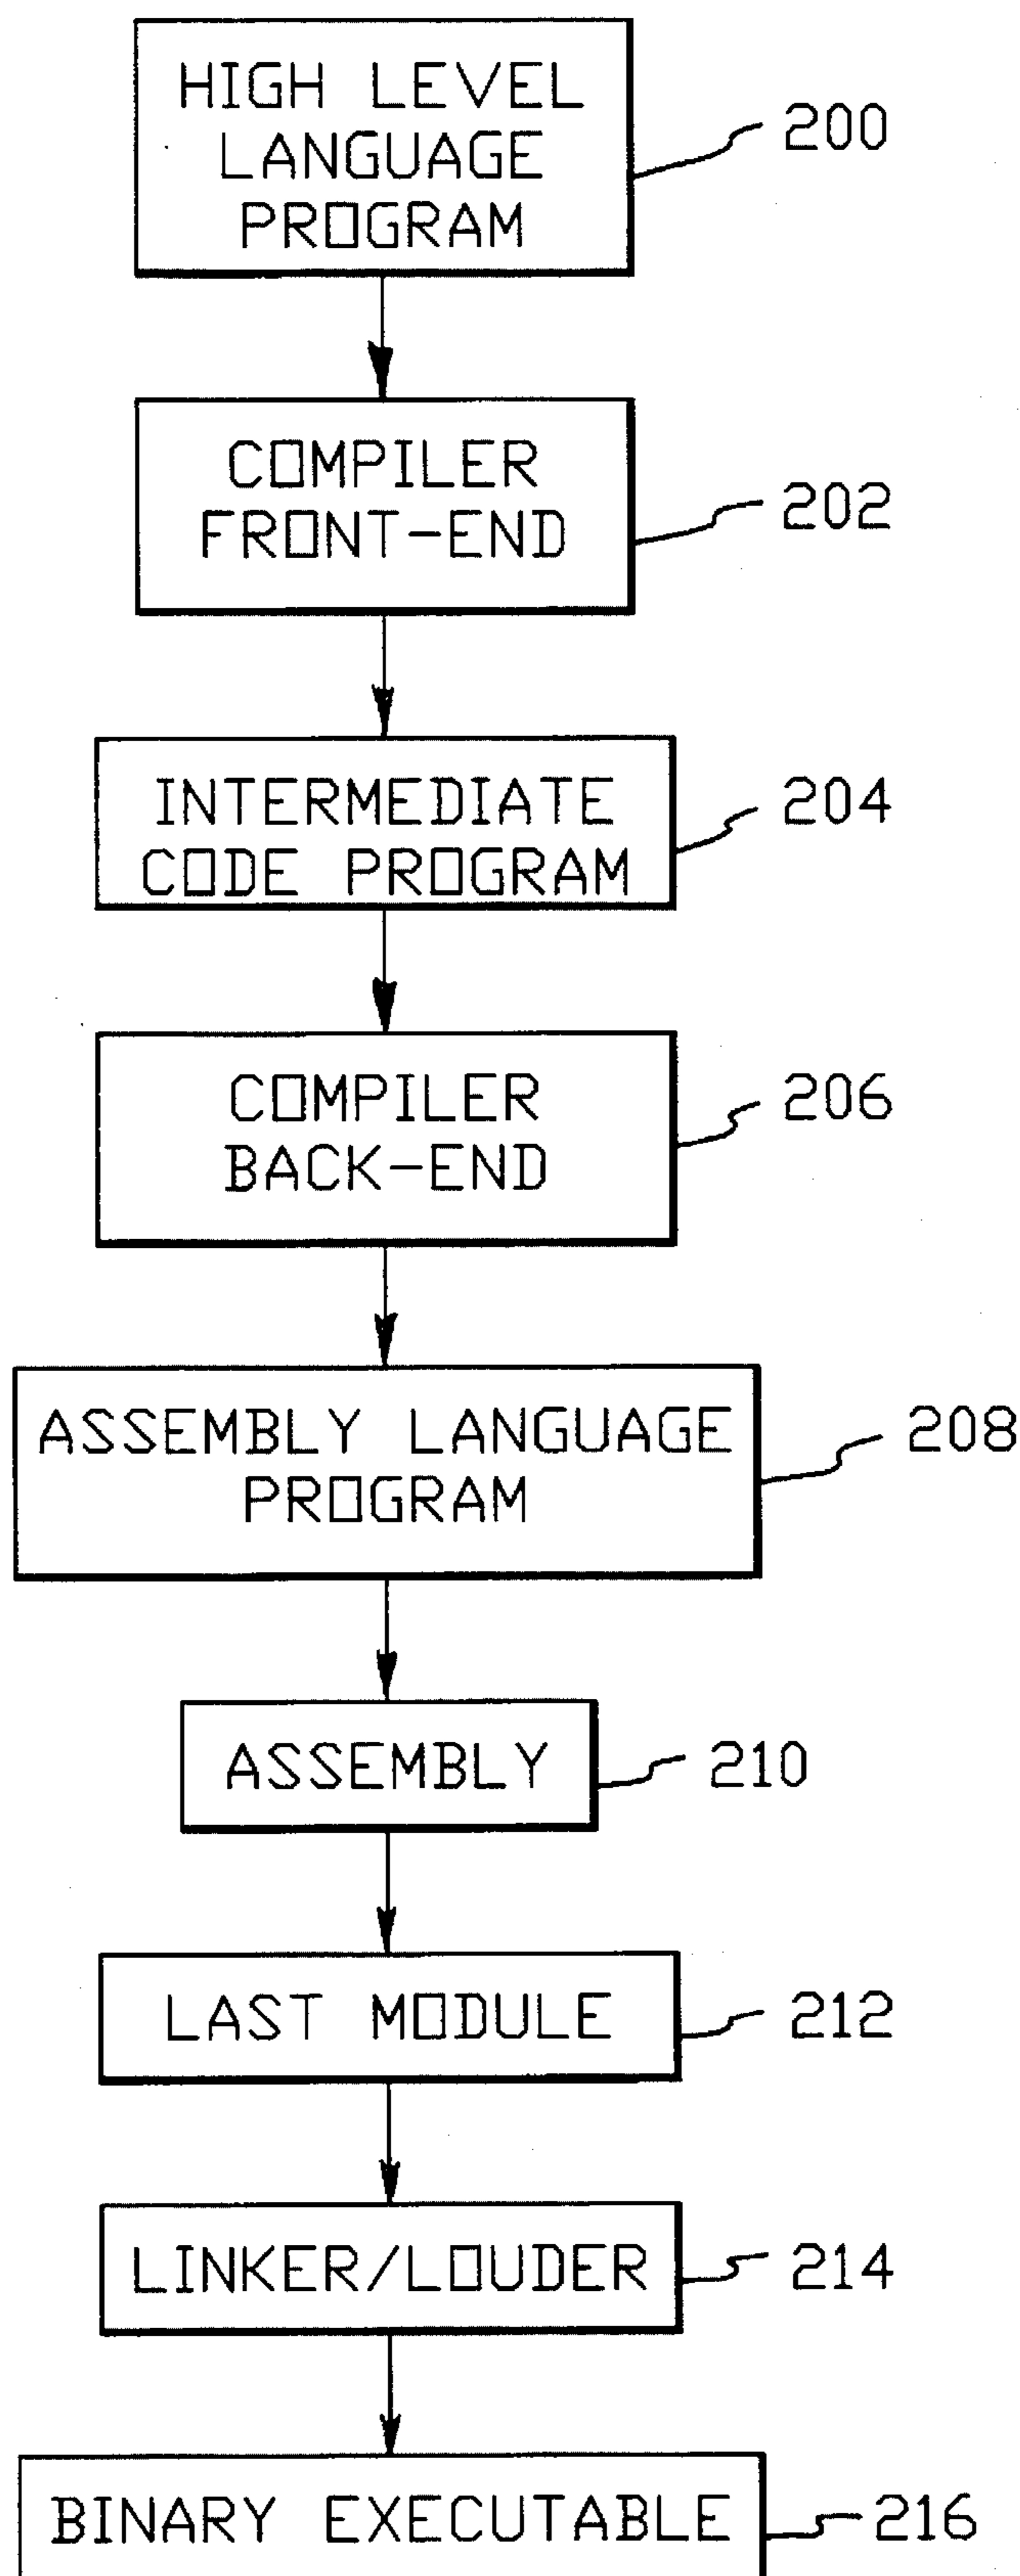 HIGH LEVEL
LANGUAGE
PROGRAM
200
COMPILER
FRONT-END
202
INTERMEDIATE
CODE PROGRAM
204
COMPILER
BACK-END
206
ASSEMBLY LANGUAGE
PROGRAM
208
ASSEMBLY
210
LAST MODULE
212
LINKER/LOUDER
214
BINARY EXECUTABLE
216